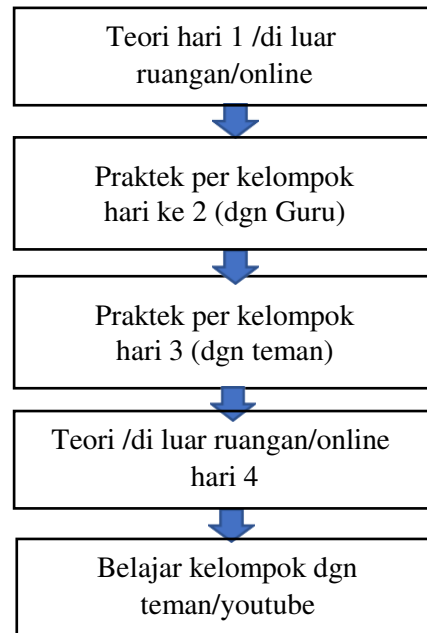 Teori hari 1 /di luar
ruangan/online
Praktek per kelompok
hari ke 2 (dgn Guru)
Praktek per kelompok
hari 3 (dgn teman)
Teori /di luar ruangan/online
hari 4
Belajar kelompok dgn
teman/youtube